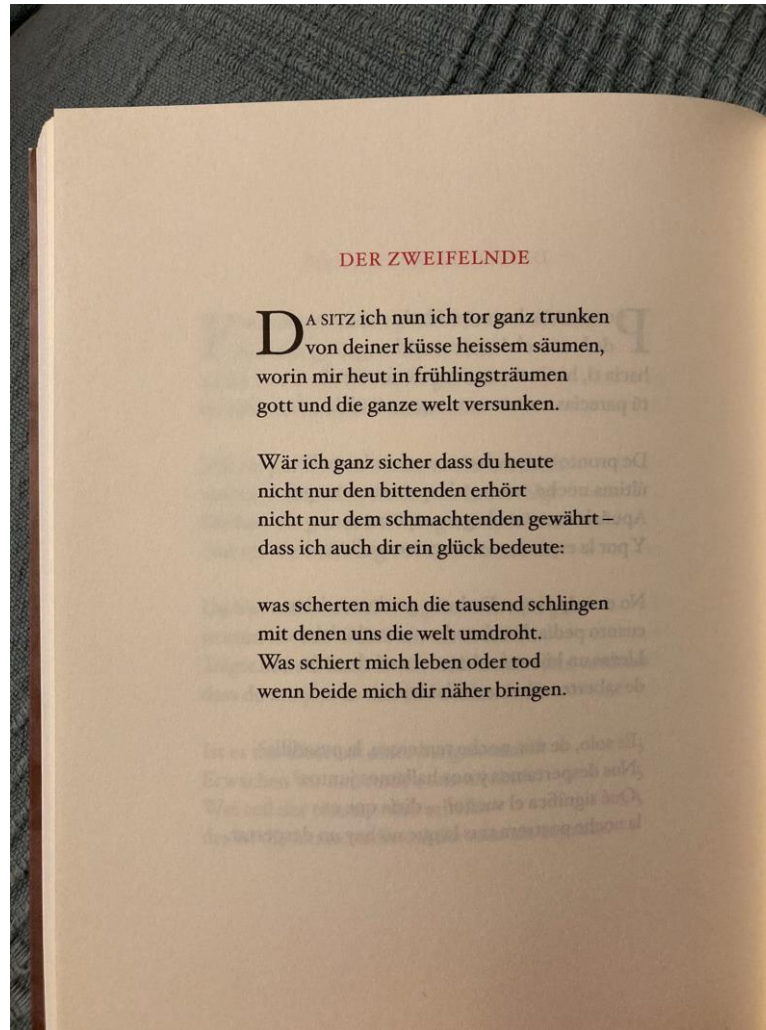 DER ZWEIFELNDE
DA SITZ ich nun ich tor ganz trunken
von deiner küsse heissem säumen,
worin mir heut in frühlingsträumen
gott und die ganze welt versunken.
Wär ich ganz sicher dass du heute
nicht nur den bittenden erhört
nicht nur dem schmachtenden gewährt –
dass ich auch dir ein glück bedeute:
was scherten mich die tausend schlingen
mit denen uns die welt umdroht.
Was schiert mich leben oder tod
wenn beide mich dir näher bringen.